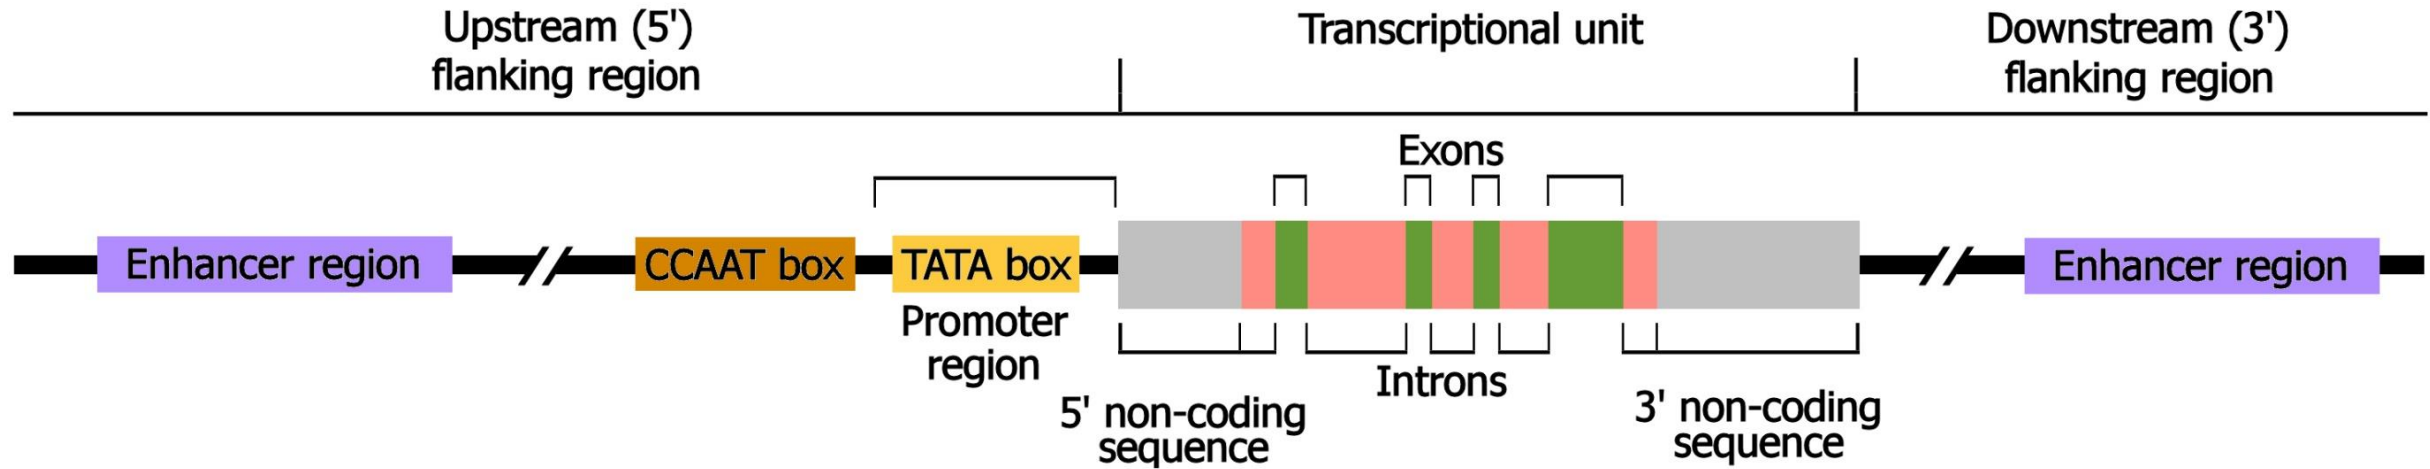 Upstream (5')
flanking region
Transcriptional unit
Downstream (3')
flanking region
Exons
Enhancer region
CCAAT box
TATA box
Enhancer region
Promoter
region
Introns
5' non-coding
sequence
3' non-coding
sequence